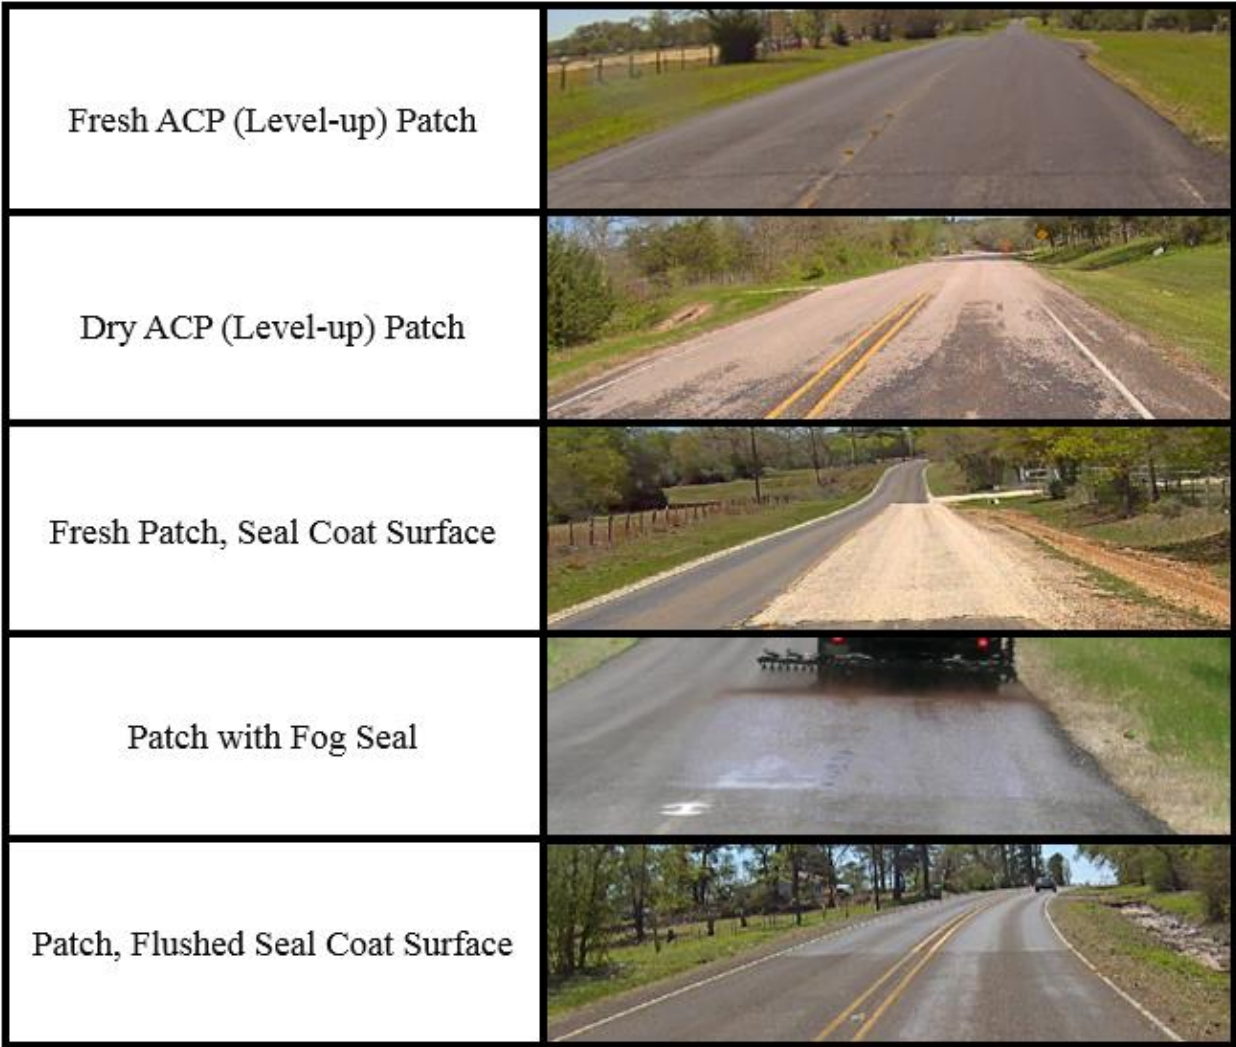 Fresh ACP (Level-up) Patch
Dry ACP (Level-up) Patch
Fresh Patch, Seal Coat Surface
Patch with Fog Seal
Patch, Flushed Seal Coat Surface